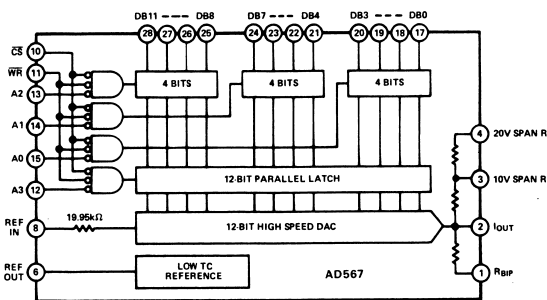 DB11 ---- DB8 DB7 ---- DB4 DB3 ---- DB0
28 27 26 25 24 23 22 21 20 19 18 17
CS 10
WR 11
A2 13
4 BITS 4 BITS 4 BITS
A1 14
4 20V SPAN R
A0 15
3 10V SPAN R
12-BIT PARALLEL LATCH
A3 12
REF IN 8 19.95kΩ
12-BIT HIGH SPEED DAC
2 IOUT
REF OUT 6
LOW TC
REFERENCE
AD567
1 RBIP